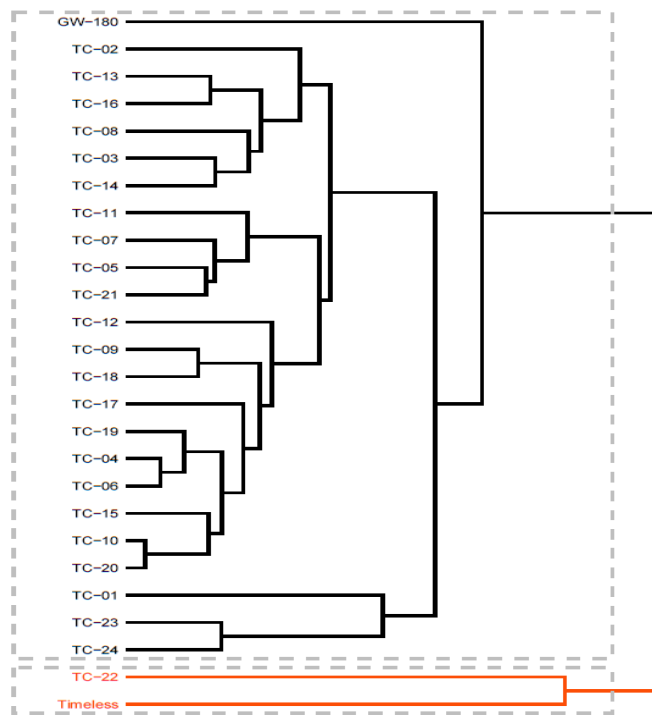 GW-180
TC-02
TC-13
TC-16
TC-08
TC-03
TC-14
TC-11
TC-07
TC-05
TC-21
TC-12
TC-09
TC-18
TC-17
TC-19
TC-04
TC-06
TC-15
TC-10
TC-20
TC-01
TC-23
TC-24
TC-22
Timeless